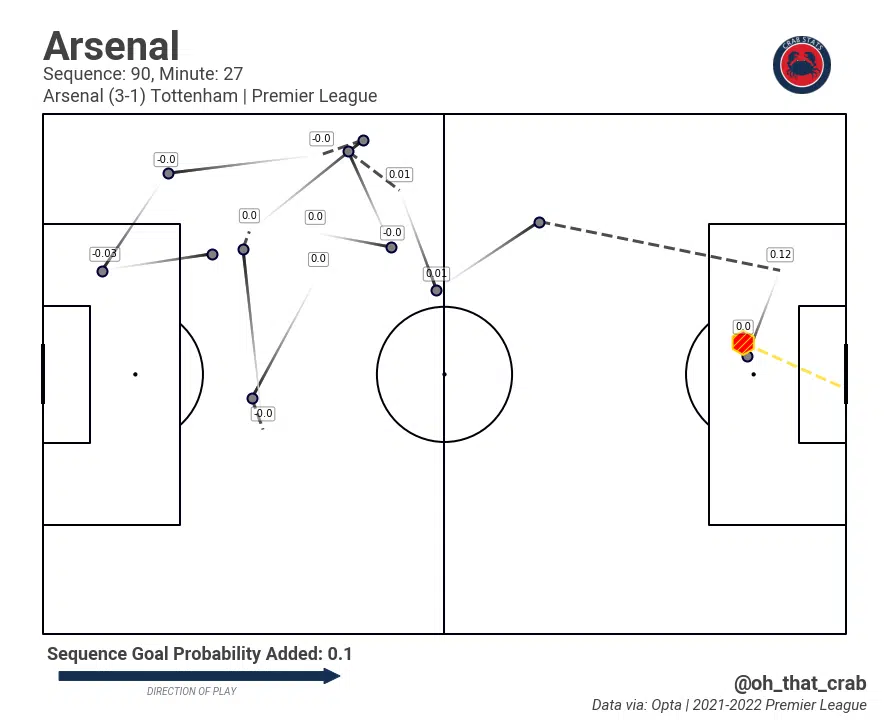 Arsenal
Sequence: 90, Minute: 27
Arsenal (3-1) Tottenham | Premier League
CRAB STATS
-0.0
-0.0
0.01
0.0
0.0
-0.0
-0.03
0.0
0.01
0.12
0.0
-0.0
Sequence Goal Probability Added: 0.1
DIRECTION OF PLAY
@oh_that_crab
Data via: Opta | 2021-2022 Premier League